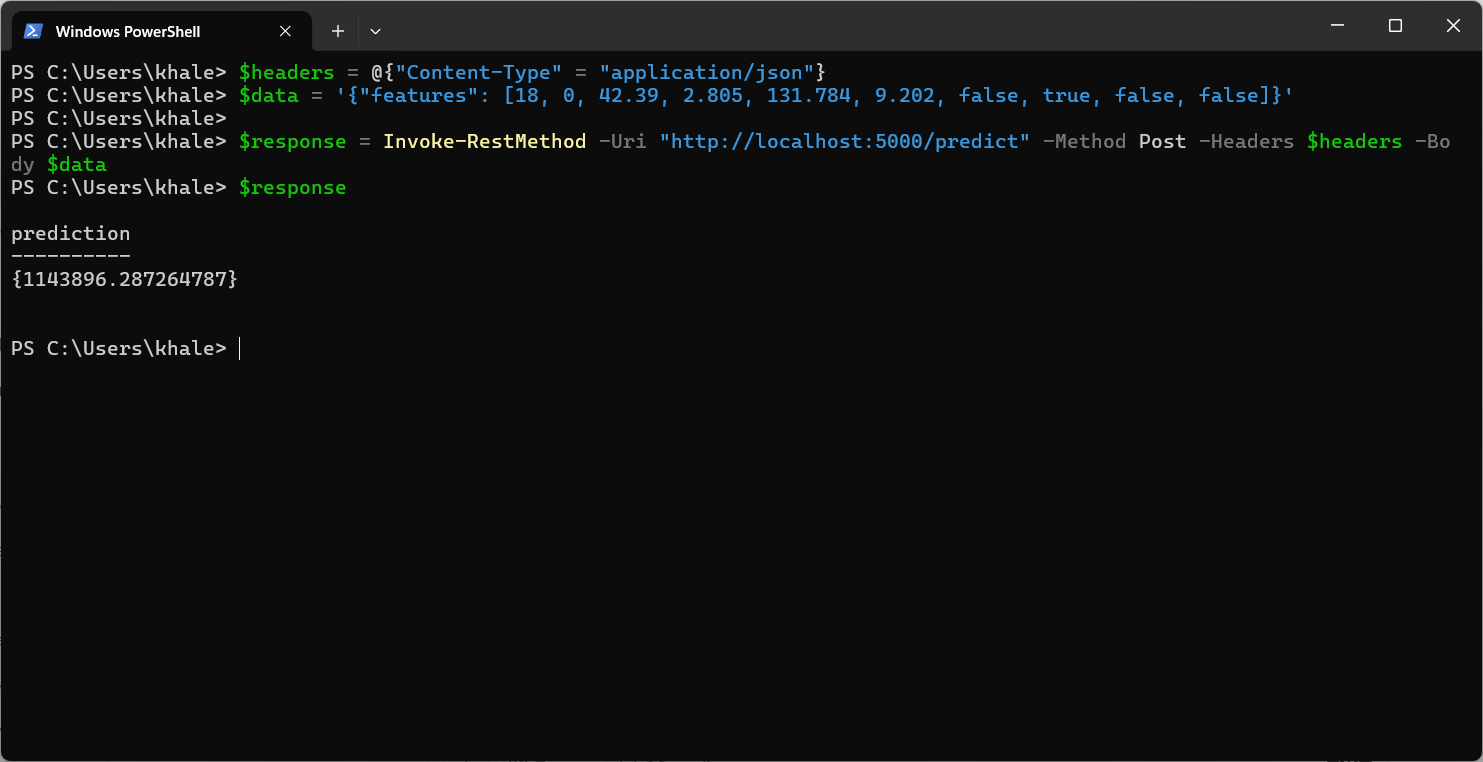 Windows PowerShell
PS C:\Users\khale> $headers = @{"Content-Type" = "application/json"}
PS C:\Users\khale> $data = '{"features": [18, 0, 42.39, 2.805, 131.784, 9.202, false, true, false, false]}'
PS C:\Users\khale>
PS C:\Users\khale> $response = Invoke-RestMethod -Uri "http://localhost:5000/predict" -Method Post -Headers $headers -Bo
dy $data
PS C:\Users\khale> $response
prediction
----------
{1143896.287264787}
PS C:\Users\khale>